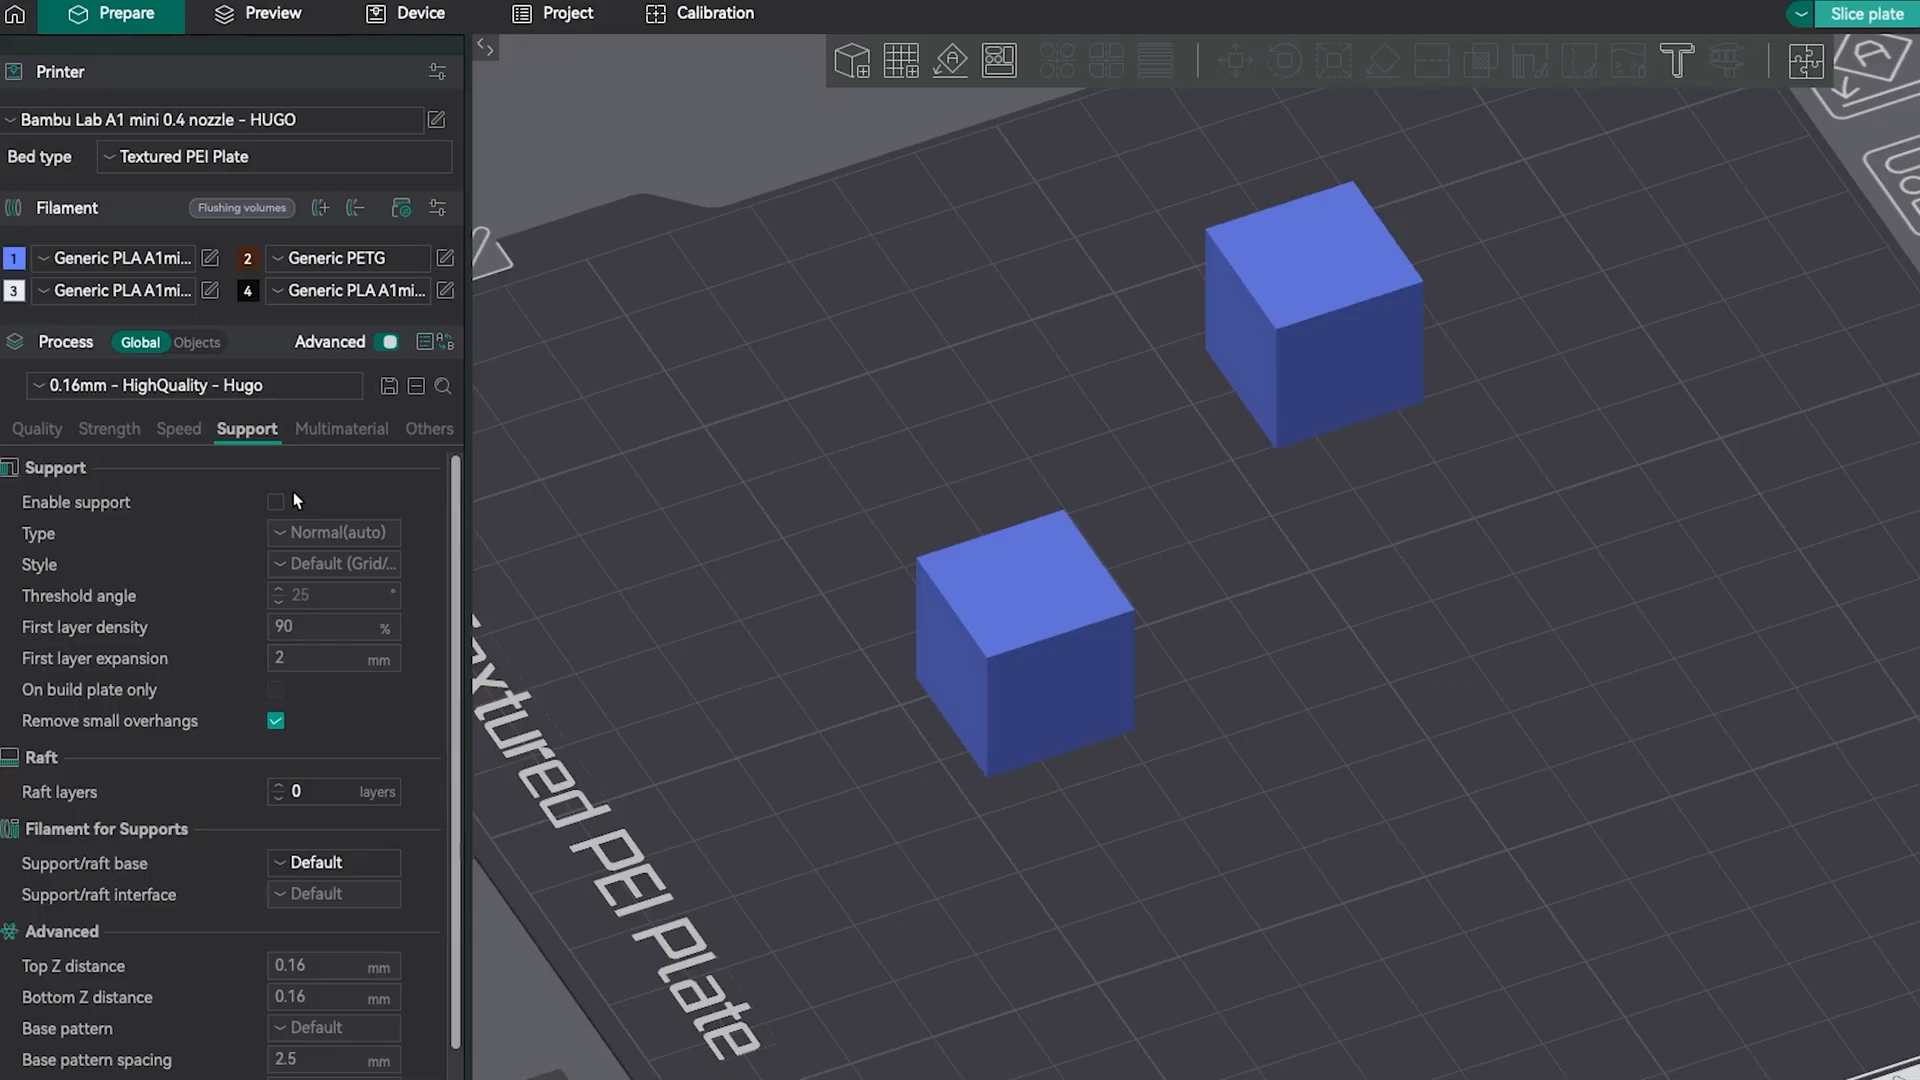 Prepare
Preview
Device
Project
Calibration
Slice plate
Printer
Bambu Lab A1 mini 0.4 nozzle - HUGO
Bed type
Textured PEI Plate
Filament
Flushing volumes
1 Generic PLA A1mi...
2 Generic PETG
3 Generic PLA A1mi...
4 Generic PLA A1mi...
Process
Global
Objects
Advanced
0.16mm - HighQuality - Hugo
Quality
Strength
Speed
Support
Multimaterial
Others
Support
Enable support
Type Normal(auto)
Style Default (Grid/...
Threshold angle 25 °
First layer density 90 %
First layer expansion 2 mm
On build plate only
Remove small overhangs
Raft
Raft layers 0 layers
Filament for Supports
Support/raft base Default
Support/raft interface Default
Advanced
Top Z distance 0.16 mm
Bottom Z distance 0.16 mm
Base pattern Default
Base pattern spacing 2.5 mm
extured PEI Plate